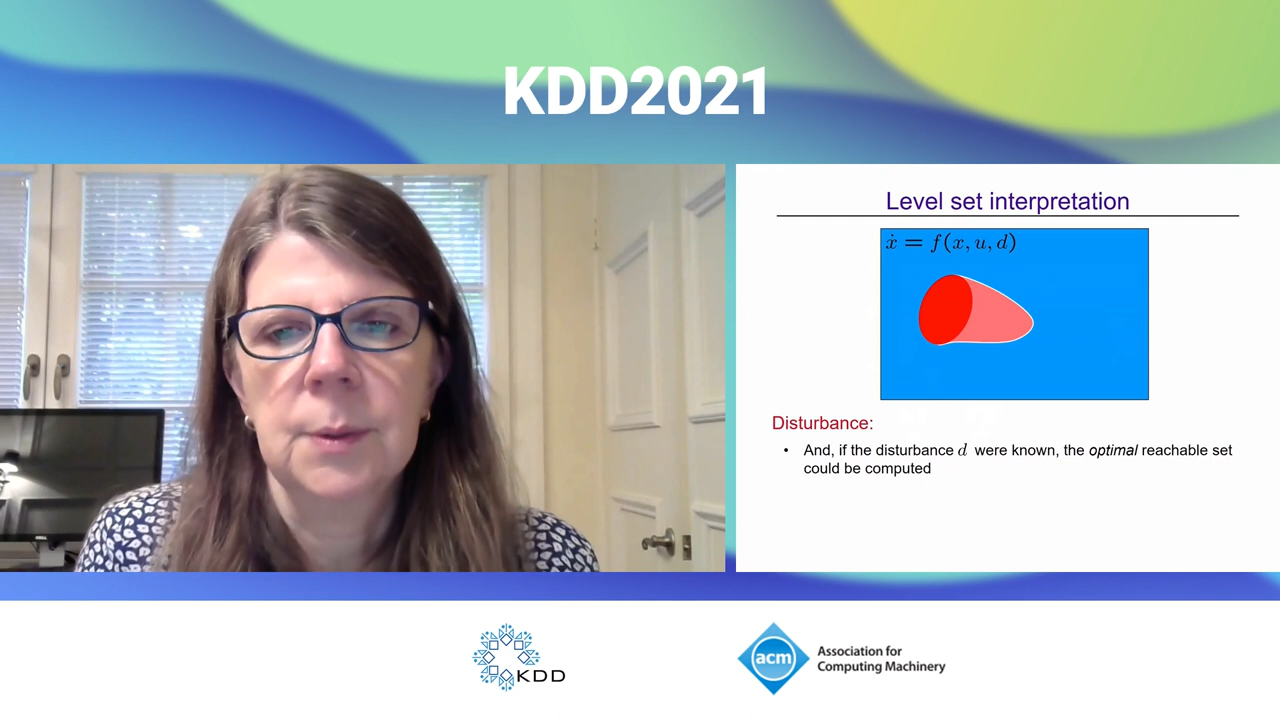 KDD2021
Level set interpretation
ẋ = f(x, u, d)
Disturbance:
• And, if the disturbance d were known, the optimal reachable set
could be computed
DELL
KDD
acm
Association for
Computing Machinery